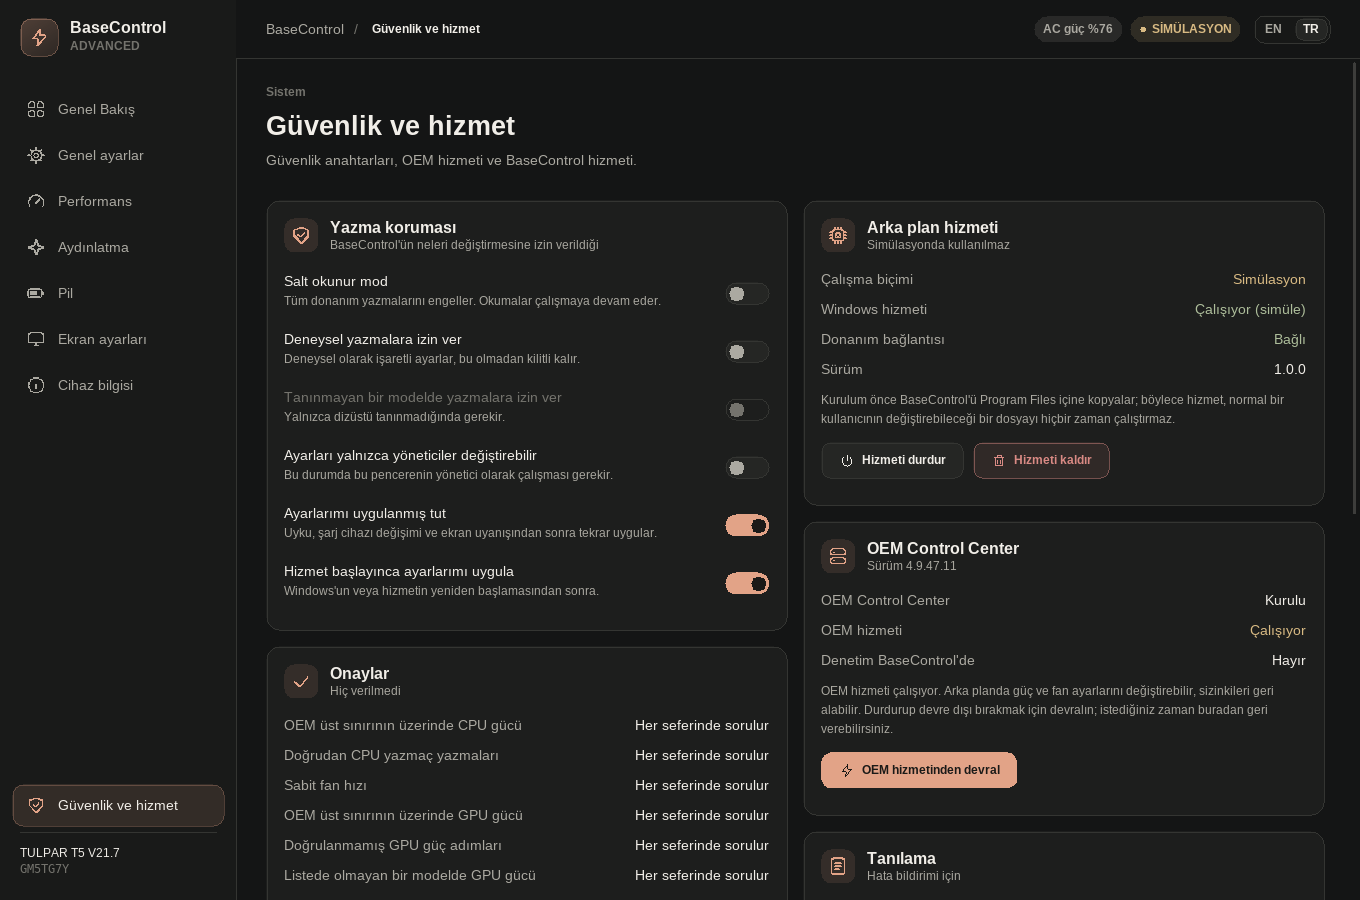 BaseControl
ADVANCED
Genel Bakış
Genel ayarlar
Performans
Aydınlatma
Pil
Ekran ayarları
Cihaz bilgisi
Güvenlik ve hizmet
TULPAR T5 V21.7
GM5TG7Y
BaseControl / Güvenlik ve hizmet
AC güç %76
SİMÜLASYON
EN TR
Sistem
Güvenlik ve hizmet
Güvenlik anahtarları, OEM hizmeti ve BaseControl hizmeti.
Yazma koruması
BaseControl'ün neleri değiştirmesine izin verildiği
Salt okunur mod
Tüm donanım yazmalarını engeller. Okumalar çalışmaya devam eder.
Deneysel yazmalara izin ver
Deneysel olarak işaretli ayarlar, bu olmadan kilitli kalır.
Tanınmayan bir modelde yazmalara izin ver
Yalnızca dizüstü tanınmadığında gerekir.
Ayarları yalnızca yöneticiler değiştirebilir
Bu durumda bu pencerenin yönetici olarak çalışması gerekir.
Ayarlarımı uygulanmış tut
Uyku, şarj cihazı değişimi ve ekran uyanışından sonra tekrar uygular.
Hizmet başlayınca ayarlarımı uygula
Windows'un veya hizmetin yeniden başlamasından sonra.
Onaylar
Hiç verilmedi
OEM üst sınırının üzerinde CPU gücü Her seferinde sorulur
Doğrudan CPU yazmaç yazmaları Her seferinde sorulur
Sabit fan hızı Her seferinde sorulur
OEM üst sınırının üzerinde GPU gücü Her seferinde sorulur
Doğrulanmamış GPU güç adımları Her seferinde sorulur
Listede olmayan bir modelde GPU gücü Her seferinde sorulur
Arka plan hizmeti
Simülasyonda kullanılmaz
Çalışma biçimi Simülasyon
Windows hizmeti Çalışıyor (simüle)
Donanım bağlantısı Bağlı
Sürüm 1.0.0
Kurulum önce BaseControl'ü Program Files içine kopyalar; böylece hizmet, normal bir
kullanıcının değiştirebileceği bir dosyayı hiçbir zaman çalıştırmaz.
Hizmeti durdur
Hizmeti kaldır
OEM Control Center
Sürüm 4.9.47.11
OEM Control Center Kurulu
OEM hizmeti Çalışıyor
Denetim BaseControl'de Hayır
OEM hizmeti çalışıyor. Arka planda güç ve fan ayarlarını değiştirebilir, sizinkileri geri
alabilir. Durdurup devre dışı bırakmak için devralın; istediğiniz zaman buradan geri
verebilirsiniz.
OEM hizmetinden devral
Tanılama
Hata bildirimi için